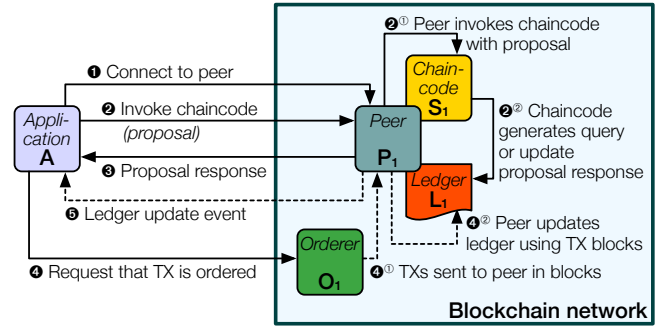 ❷① Peer invokes chaincode
with proposal
❶ Connect to peer
Chain-
code
S1
❷ Invoke chaincode
(proposal)
Appli-
cation
A
Peer
P1
❷② Chaincode
generates query
or update
proposal response
❸ Proposal response
Ledger
L1
❺ Ledger update event
❹② Peer updates
ledger using TX blocks
Orderer
O1
❹ Request that TX is ordered
❹① TXs sent to peer in blocks
Blockchain network